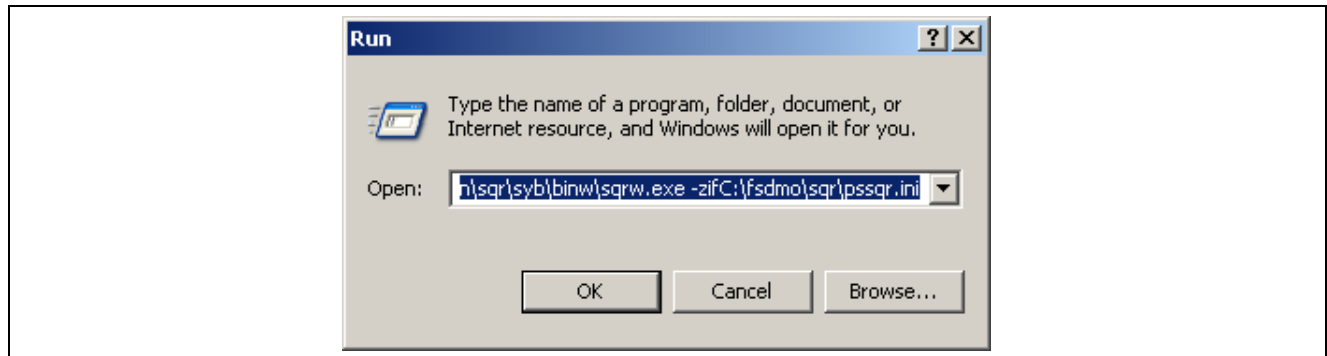 Run
Type the name of a program, folder, document, or
Internet resource, and Windows will open it for you.
Open: n\sqr\syb\binw\sqrw.exe -zifC:\fsdmo\sqr\pssqr.ini
OK Cancel Browse...